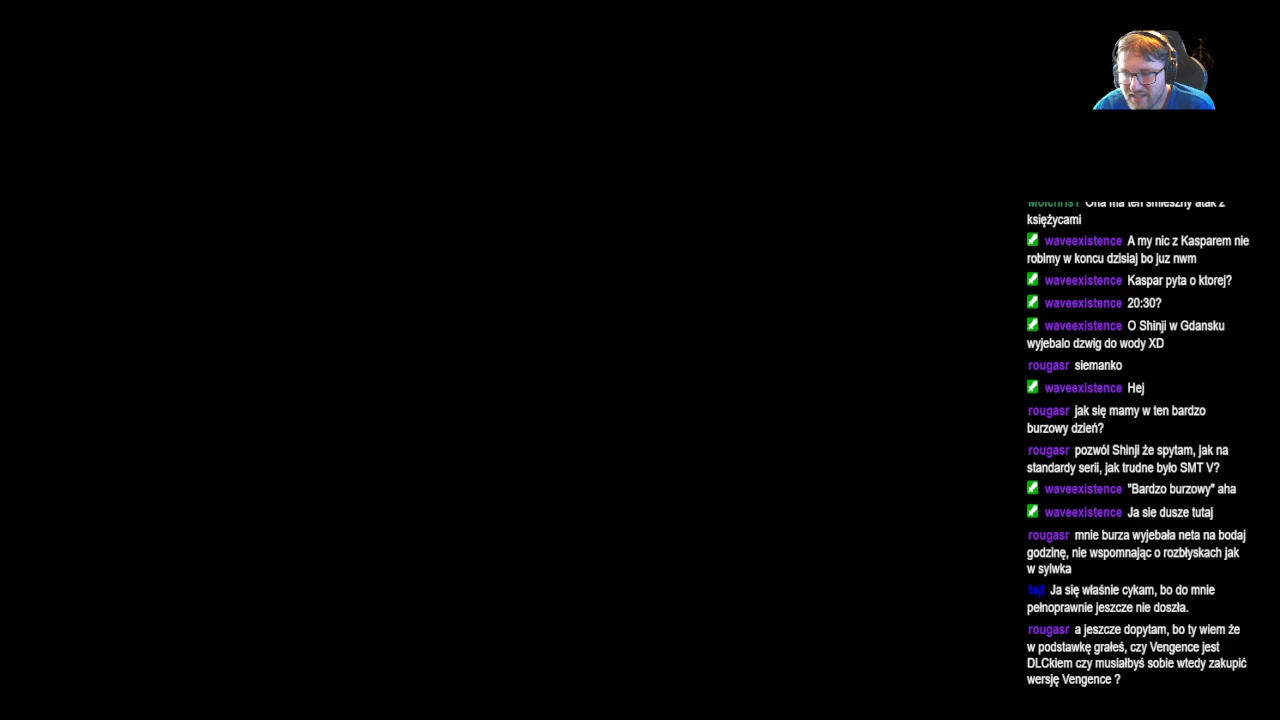 Ona ma ten śmieszny atak z
księżycami
waveexistence A my nic z Kasparem nie
robimy w koncu dzisiaj bo juz nwm
waveexistence Kaspar pyta o ktorej?
waveexistence 20:30?
waveexistence O Shinji w Gdansku
wyjebalo dzwig do wody XD
rougasr siemanko
waveexistence Hej
rougasr jak się mamy w ten bardzo
burzowy dzień?
rougasr pozwól Shinji że spytam, jak na
standardy serii, jak trudne było SMT V?
waveexistence "Bardzo burzowy" aha
waveexistence Ja sie dusze tutaj
rougasr mnie burza wyjebała neta na bodaj
godzinę, nie wspomnając o rozbłyskach jak
w sylwka
Ja się właśnie cykam, bo do mnie
pełnoprawnie jeszcze nie doszła.
rougasr a jeszcze dopytam, bo ty wiem że
w podstawkę grałeś, czy Vengence jest
DLCkiem czy musiałbyś sobie wtedy zakupić
wersję Vengence ?